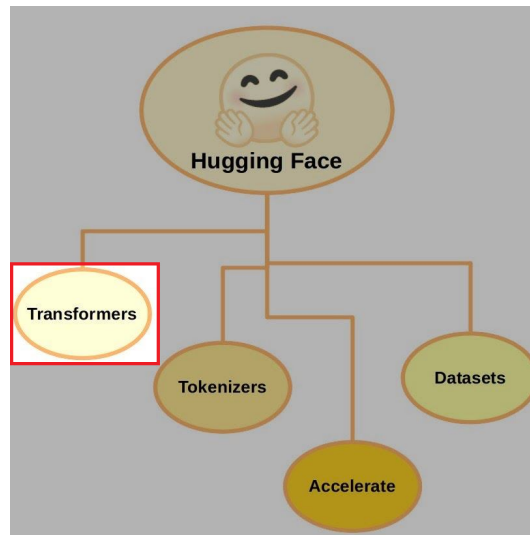 Hugging Face
Transformers
Tokenizers
Datasets
Accelerate